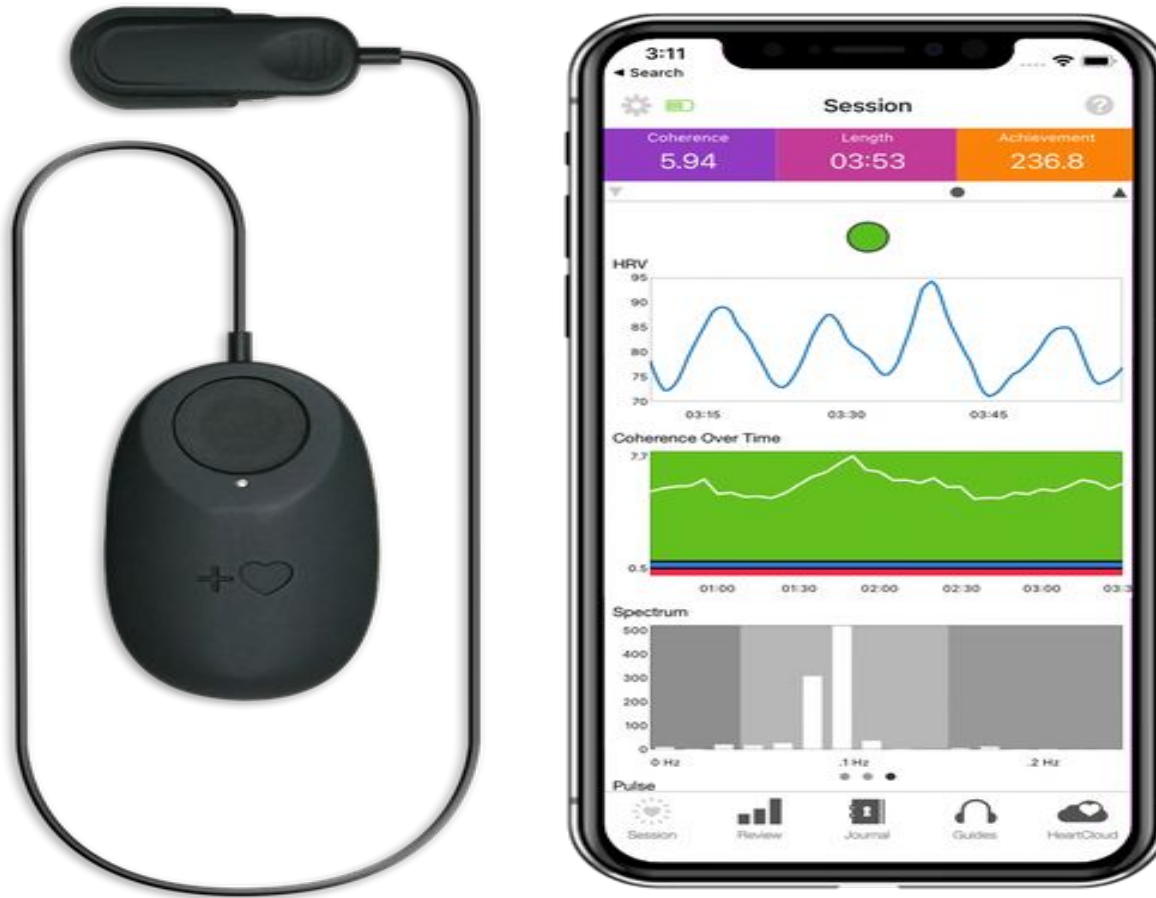 3:11
◂ Search
Session
Coherence Length Achievement
5.94 03:53 236.8
HRV
95
90
85
80
75
70
03:15 03:30 03:45
Coherence Over Time
7.7
0.5
01:00 01:30 02:00 02:30 03:00 03:3
Spectrum
500
400
300
200
100
0
0 Hz .1 Hz .2 Hz
Pulse
Session Review Journal Guides HeartCloud